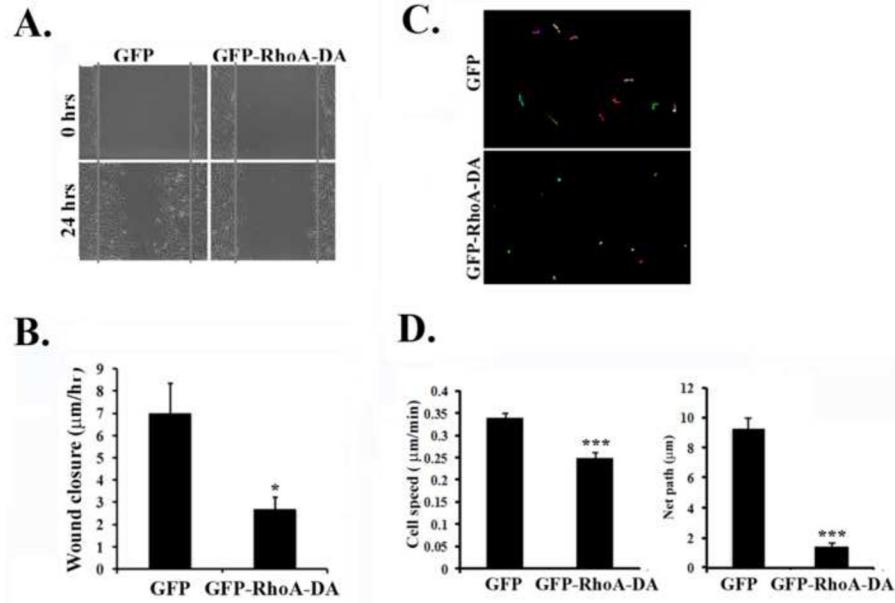 A.
GFP GFP-RhoA-DA
0 hrs
24 hrs
B.
Wound closure (µm/hr)
9
8
7
6
5
4
3
2
1
0
*
GFP GFP-RhoA-DA
C.
GFP
GFP-RhoA-DA
D.
Cell speed ( µm/min)
0.4
0.35
0.3
0.25
0.2
0.15
0.1
0.05
0
***
GFP GFP-RhoA-DA
Net path (µm)
12
10
8
6
4
2
0
***
GFP GFP-RhoA-DA